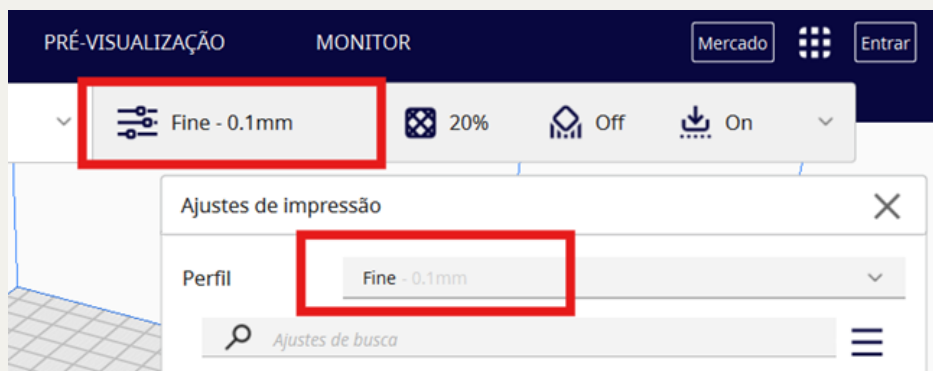 PRÉ-VISUALIZAÇÃO MONITOR Mercado Entrar
Fine - 0.1mm 20% Off On
Ajustes de impressão
Perfil Fine - 0.1mm
Ajustes de busca